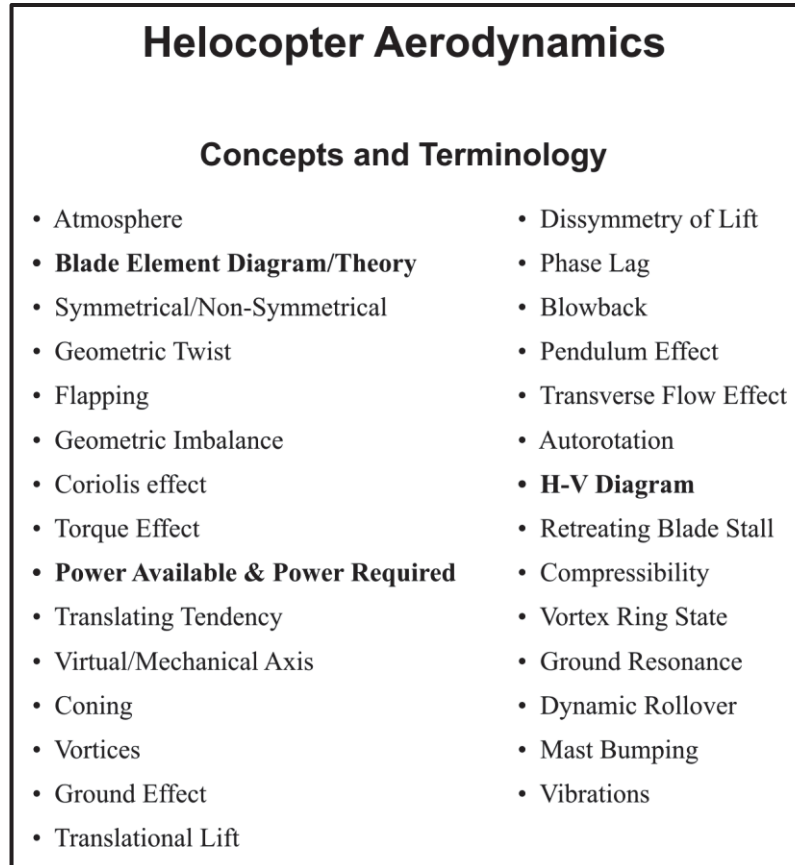 Helocopter Aerodynamics
Concepts and Terminology
• Atmosphere
• Blade Element Diagram/Theory
• Symmetrical/Non-Symmetrical
• Geometric Twist
• Flapping
• Geometric Imbalance
• Coriolis effect
• Torque Effect
• Power Available & Power Required
• Translating Tendency
• Virtual/Mechanical Axis
• Coning
• Vortices
• Ground Effect
• Translational Lift
• Dissymmetry of Lift
• Phase Lag
• Blowback
• Pendulum Effect
• Transverse Flow Effect
• Autorotation
• H-V Diagram
• Retreating Blade Stall
• Compressibility
• Vortex Ring State
• Ground Resonance
• Dynamic Rollover
• Mast Bumping
• Vibrations